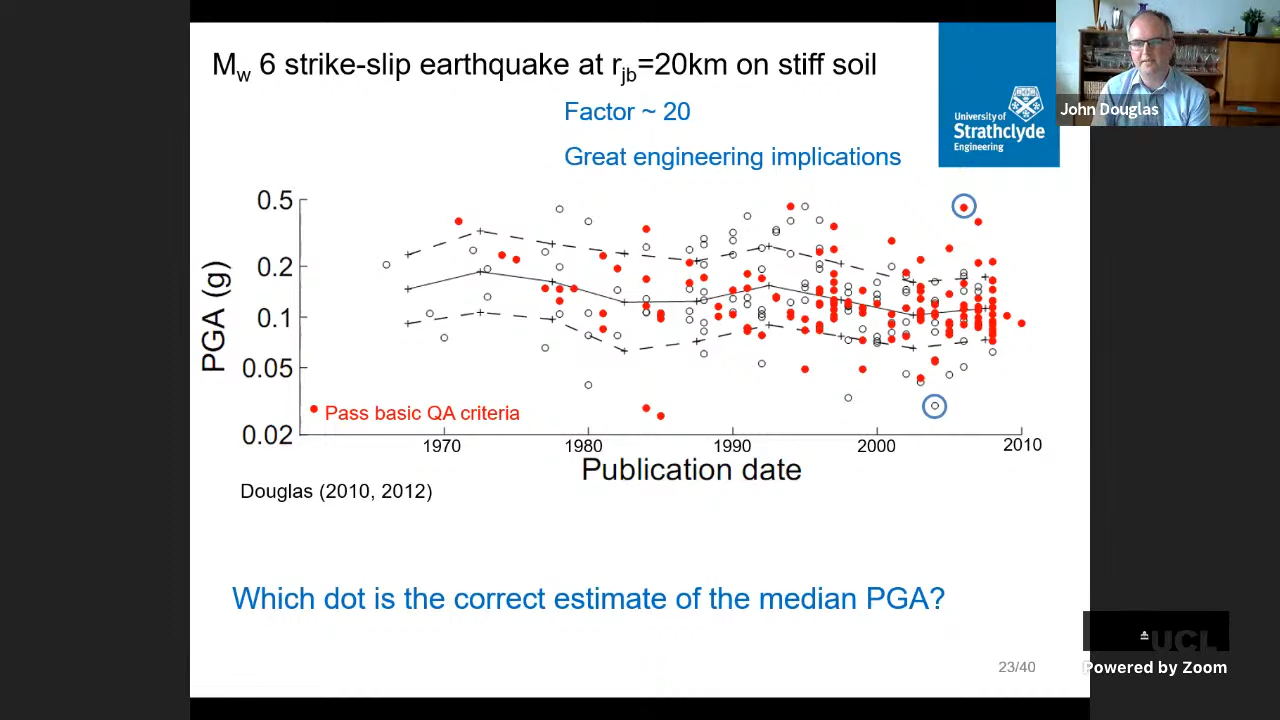 Mw 6 strike-slip earthquake at rjb=20km on stiff soil
Factor ~ 20
Great engineering implications
University of
Strathclyde
Engineering
John Douglas
0.5
0.2
0.1
0.05
0.02
PGA (g)
Pass basic QA criteria
1970
1980
1990
2000
2010
Publication date
Douglas (2010, 2012)
Which dot is the correct estimate of the median PGA?
23/40
UCL
Powered by Zoom